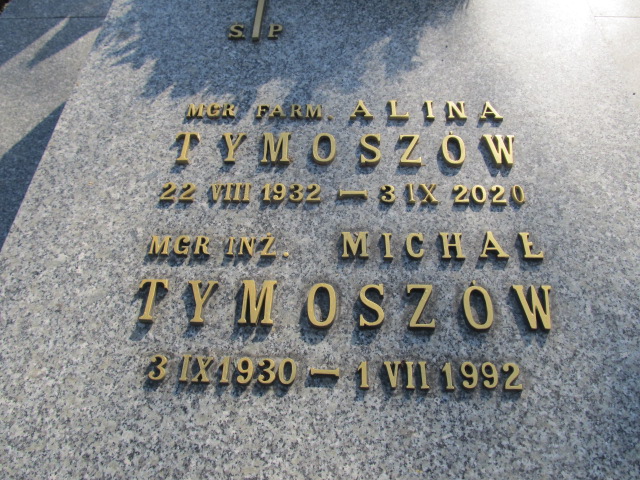 S P
MGR FARM. ALINA
TYMOSZÓW
22 VIII 1932 — 3 IX 2020
MGR INŻ. MICHAŁ
TYMOSZÓW
3 IX 1930 — 1 VII 1992